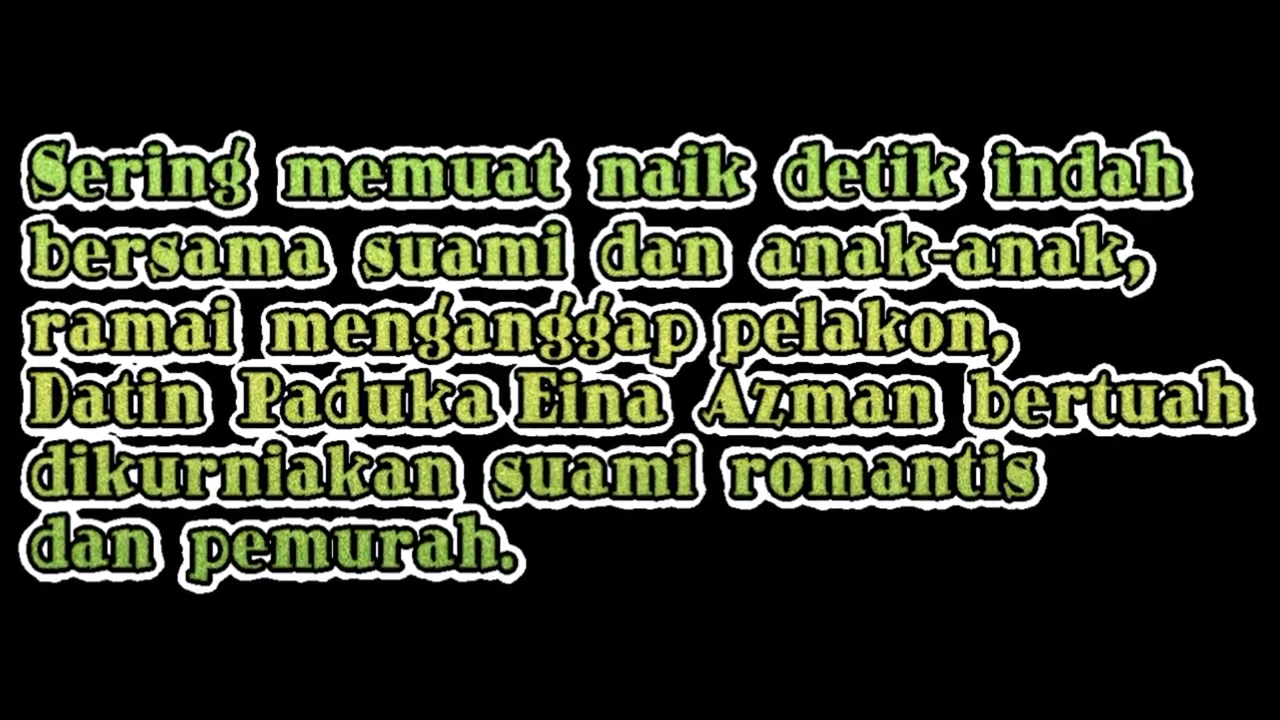 Sering memuat naik detik indah
bersama suami dan anak-anak,
ramai menganggap pelakon,
Datin Paduka Eina Azman bertuah
dikurniakan suami romantis
dan pemurah.